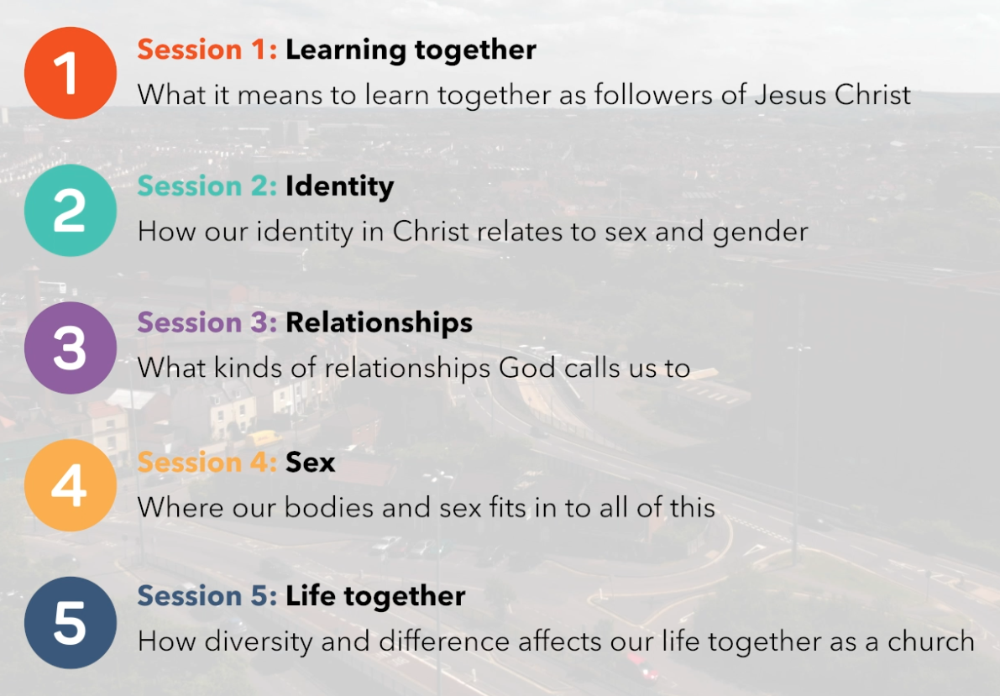 1
Session 1: Learning together
What it means to learn together as followers of Jesus Christ
2
Session 2: Identity
How our identity in Christ relates to sex and gender
3
Session 3: Relationships
What kinds of relationships God calls us to
4
Session 4: Sex
Where our bodies and sex fits in to all of this
5
Session 5: Life together
How diversity and difference affects our life together as a church